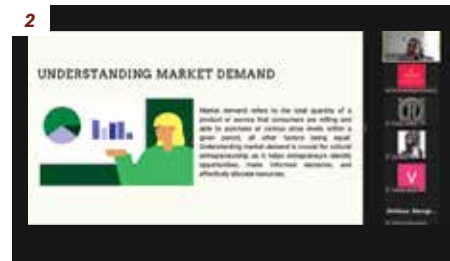 2
UNDERSTANDING MARKET DEMAND
Market demand refers to the total quantity of a
product or service that consumers are willing and
able to purchase at various price levels within a
given period, all other factors being equal.
Understanding market demand is crucial for cultural
entrepreneurship as it helps entrepreneurs identify
opportunities, make informed decisions, and
effectively allocate resources.
V